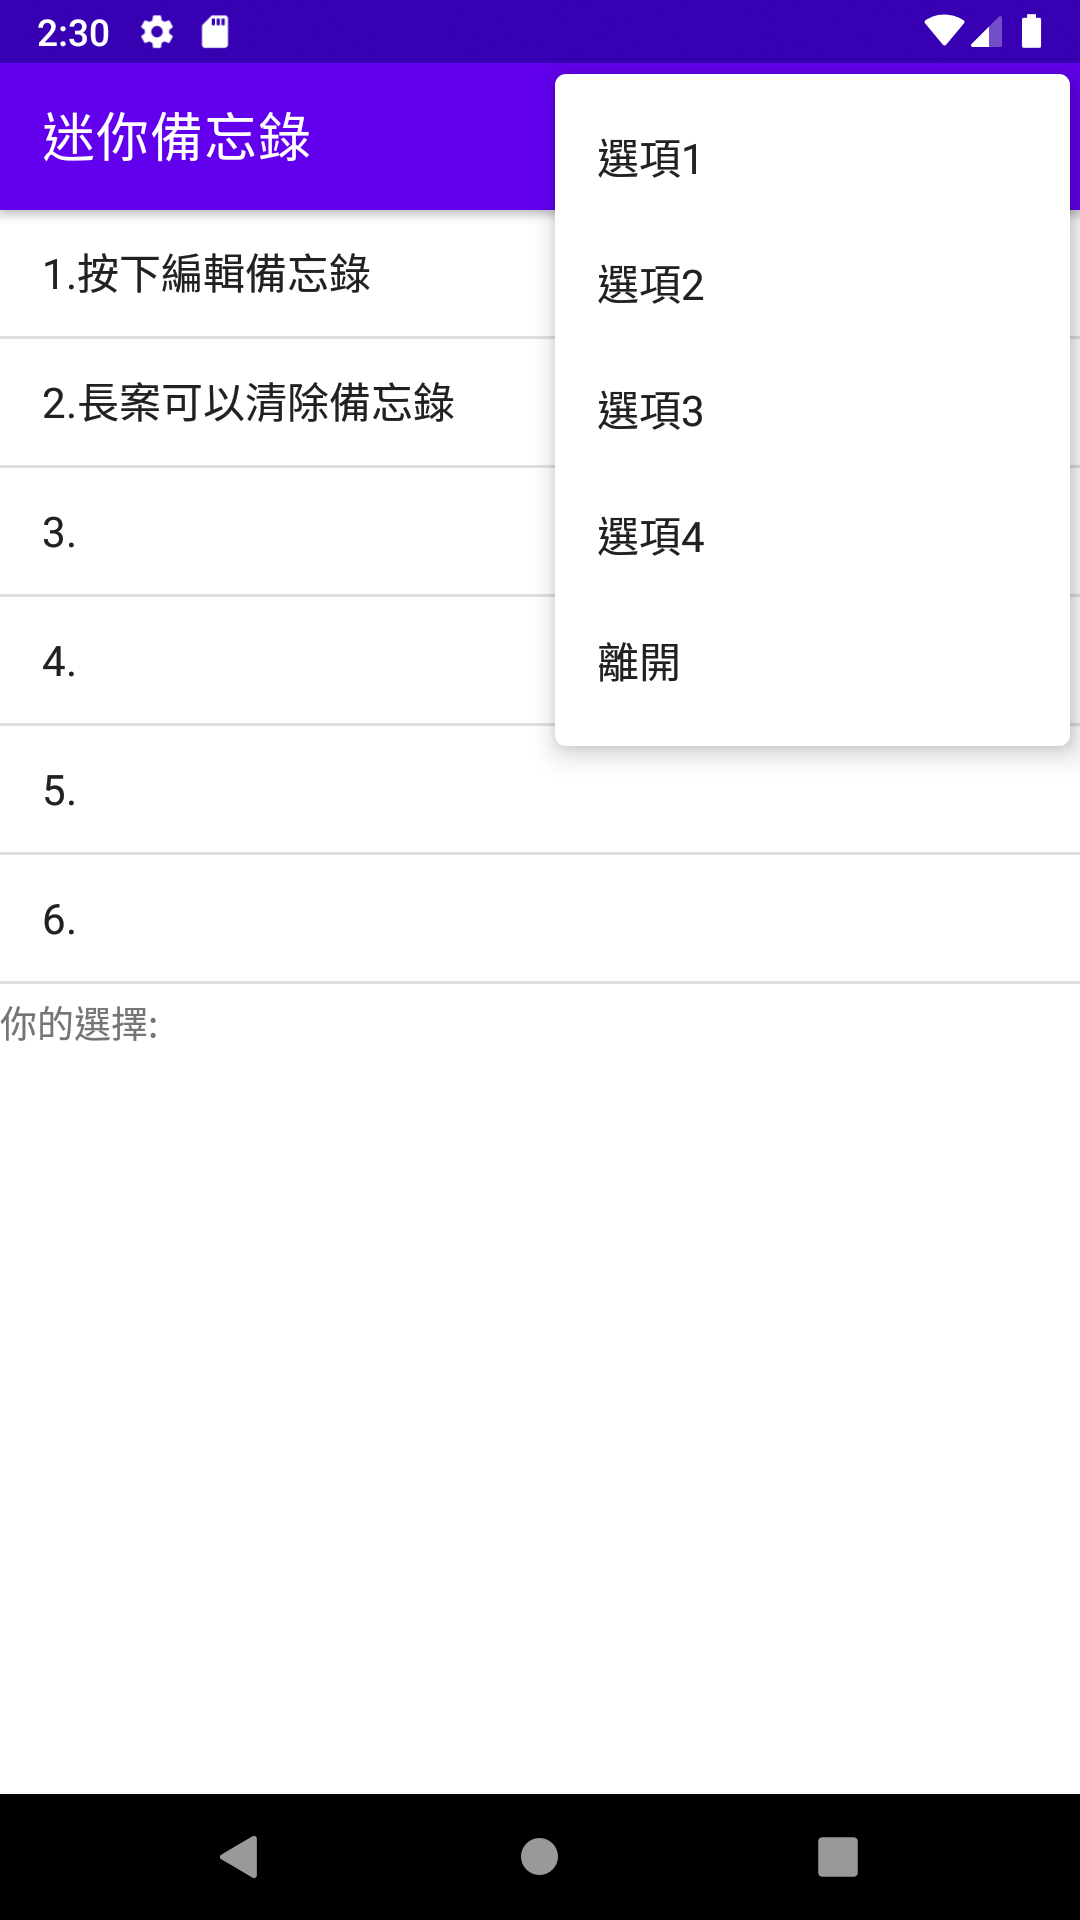 2:30
迷你備忘錄
選項1
選項2
選項3
選項4
離開
1.按下編輯備忘錄
2.長案可以清除備忘錄
3.
4.
5.
6.
你的選擇: